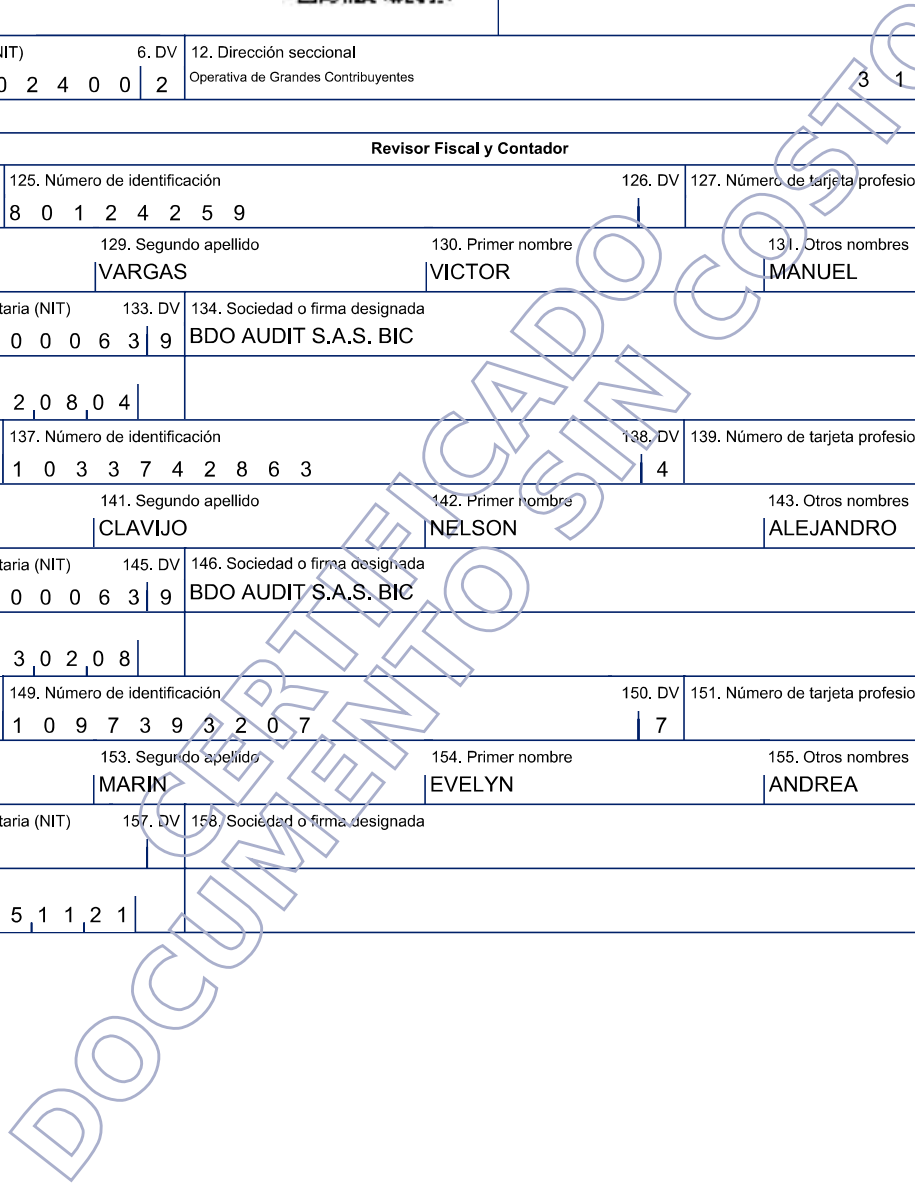 6. DV 12. Dirección seccional
2 4 0 0 2 Operativa de Grandes Contribuyentes 3 1
Revisor Fiscal y Contador
125. Número de identificación 126. DV 127. Número de tarjeta
8 0 1 2 4 2 5 9
129. Segundo apellido 130. Primer nombre 131. Otros nombres
VARGAS VICTOR MANUEL
(NIT) 133. DV 134. Sociedad o firma designada
0 0 0 6 3 9 BDO AUDIT S.A.S. BIC
2 0 8 0 4
137. Número de identificación 138. DV 139. Número de tarjeta
1 0 3 3 7 4 2 8 6 3 4
141. Segundo apellido 142. Primer nombre 143. Otros nombres
CLAVIJO NELSON ALEJANDRO
(NIT) 145. DV 146. Sociedad o firma designada
0 0 0 6 3 9 BDO AUDIT S.A.S. BIC
3 0 2 0 8
149. Número de identificación 150. DV 151. Número de tarjeta
1 0 9 7 3 9 3 2 0 7 7
153. Segundo apellido 154. Primer nombre 155. Otros nombres
MARIN EVELYN ANDREA
(NIT) 157. DV 158. Sociedad o firma designada
5 1 1 2 1
CERTIFICADO
DOCUMENTO SIN COSTO